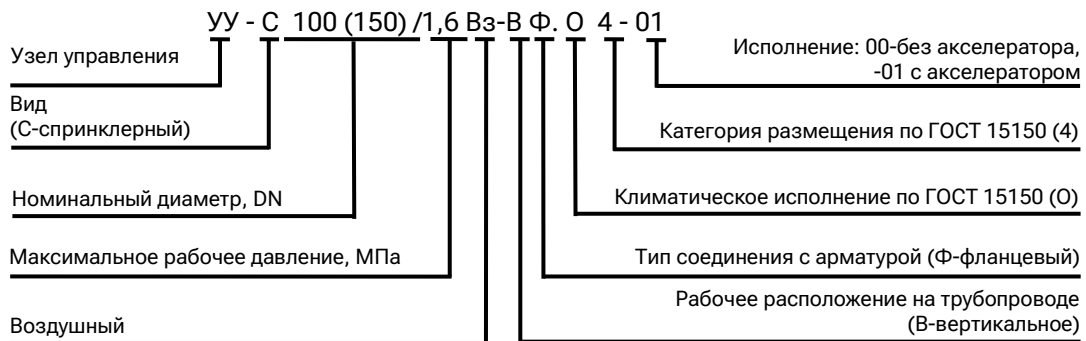 УУ - С 100 (150) /1,6 Вз-В Ф. О 4 - 01
Узел управления
Исполнение: 00-без акселератора,
-01 с акселератором
Вид
(С-спринклерный)
Категория размещения по ГОСТ 15150 (4)
Номинальный диаметр, DN
Климатическое исполнение по ГОСТ 15150 (О)
Максимальное рабочее давление, МПа
Тип соединения с арматурой (Ф-фланцевый)
Рабочее расположение на трубопроводе
(В-вертикальное)
Воздушный